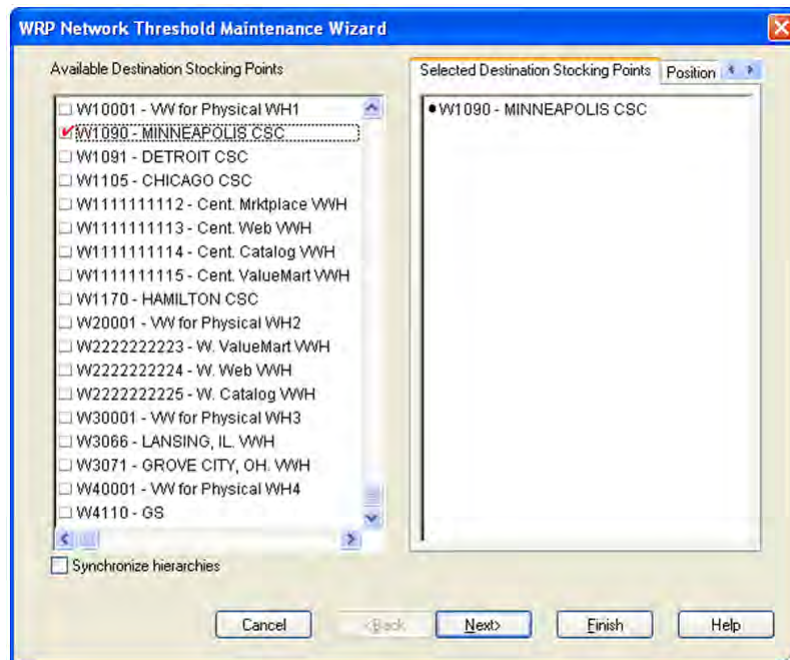 WRP Network Threshold Maintenance Wizard
Available Destination Stocking Points
W10001 - VW for Physical WH1
W1090 - MINNEAPOLIS CSC
W1091 - DETROIT CSC
W1105 - CHICAGO CSC
W1111111112 - Cent. Mrktplace VWH
W1111111113 - Cent. Web VWH
W1111111114 - Cent. Catalog VWH
W1111111115 - Cent. ValueMart VWH
W1170 - HAMILTON CSC
W20001 - VW for Physical WH2
W2222222223 - W. ValueMart VWH
W2222222224 - W. Web VWH
W2222222225 - W. Catalog VWH
W30001 - VW for Physical WH3
W3066 - LANSING, IL. VWH
W3071 - GROVE CITY, OH. VWH
W40001 - VW for Physical WH4
W4110 - GS
Synchronize hierarchies
Selected Destination Stocking Points
Position
W1090 - MINNEAPOLIS CSC
Cancel
<Back
Next>
Finish
Help